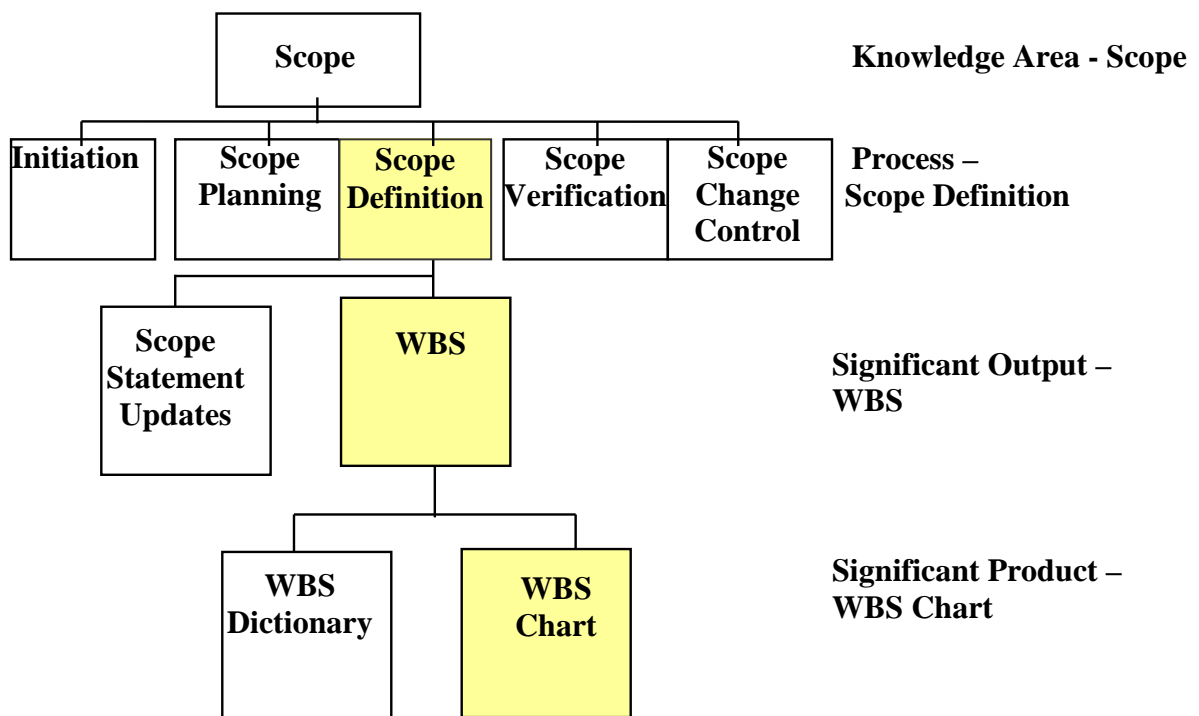 Scope
Knowledge Area - Scope
Initiation
Scope
Planning
Scope
Definition
Scope
Verification
Scope
Change
Control
Process –
Scope Definition
Scope
Statement
Updates
WBS
Significant Output –
WBS
WBS
Dictionary
WBS
Chart
Significant Product –
WBS Chart